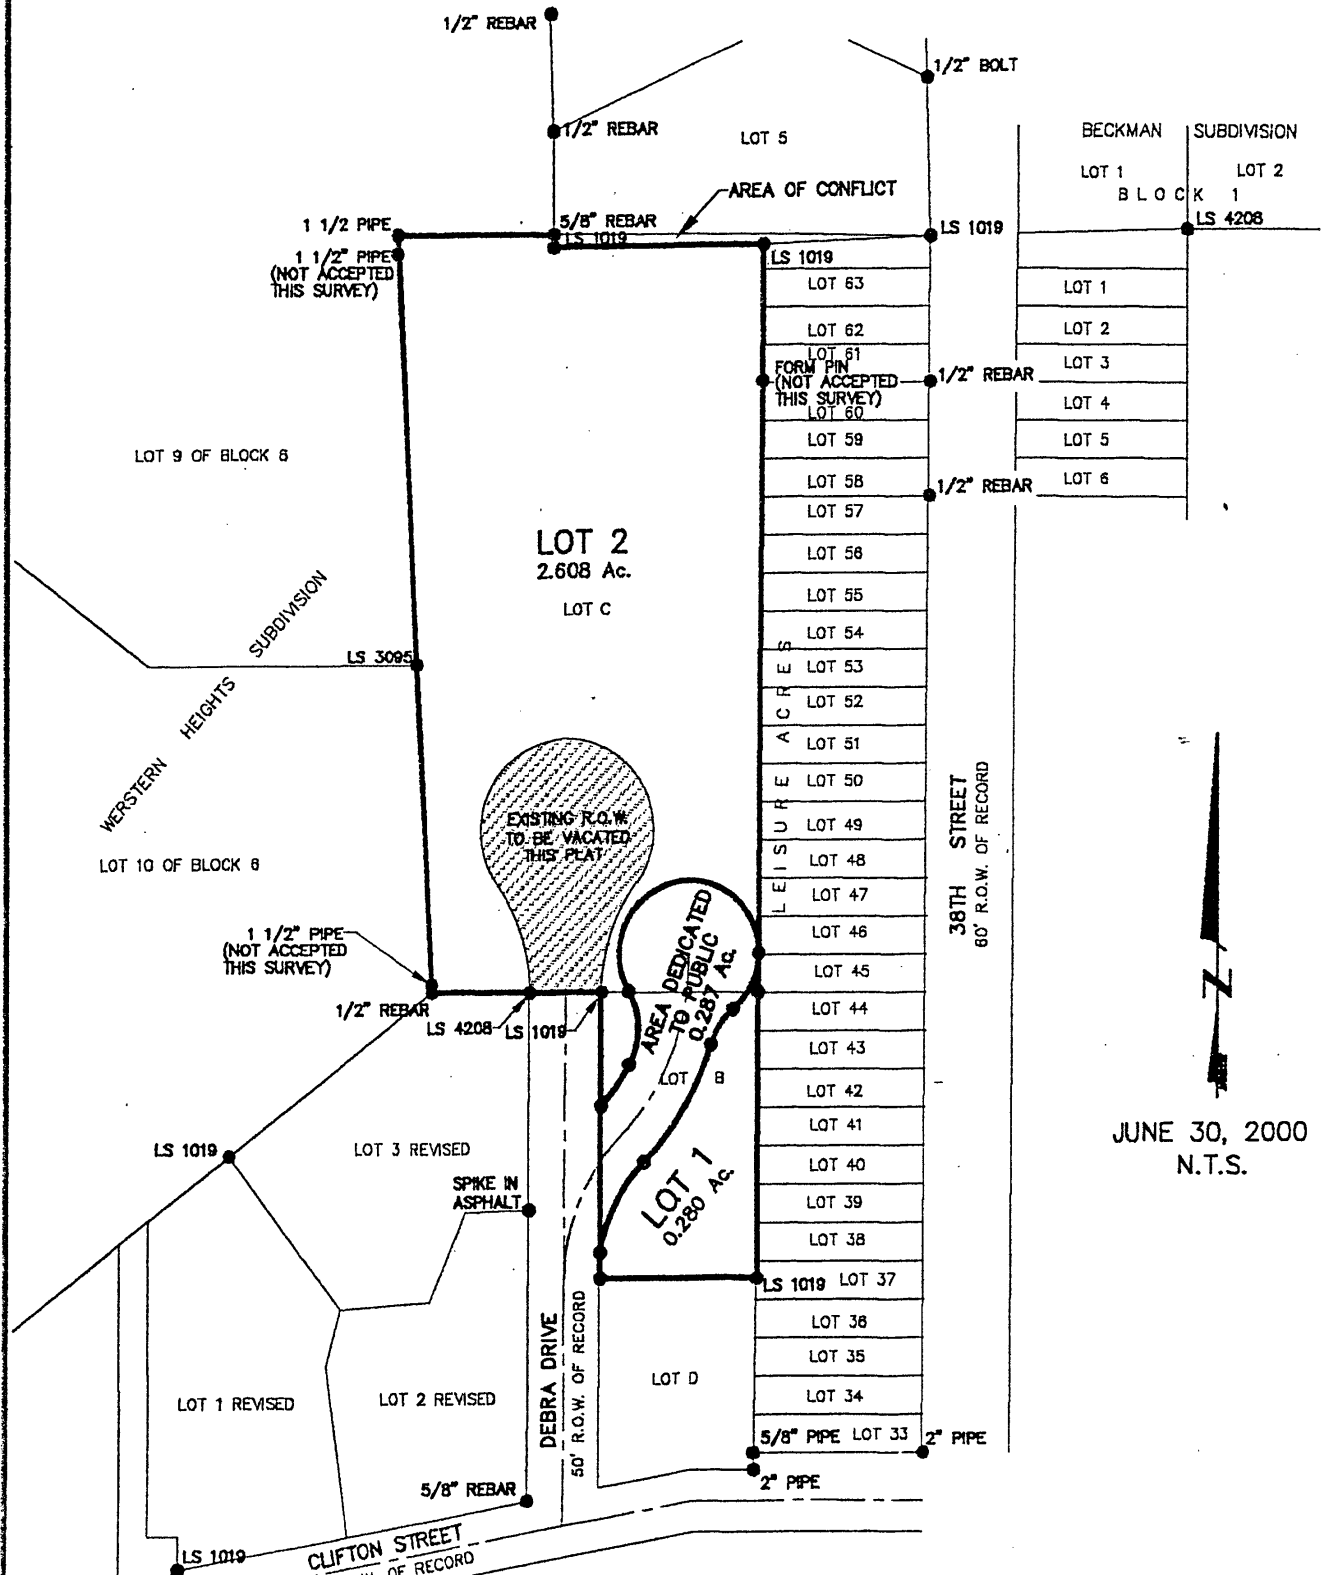 1/2" REBAR
1/2" BOLT
1/2" REBAR
LOT 5
BECKMAN SUBDIVISION
LOT 1
LOT 2
BLOCK 1
AREA OF CONFLICT
1 1/2 PIPE
5/8" REBAR
LS 1019
LS 1019
LS 4208
1 1/2" PIPE
(NOT ACCEPTED
THIS SURVEY)
LS 1019
LOT 63
LOT 62
LOT 61
FORM PIN
(NOT ACCEPTED
THIS SURVEY)
LOT 60
LOT 59
LOT 58
LOT 57
LOT 56
LOT 55
LOT 54
LOT 53
LOT 52
LOT 51
LOT 50
LOT 49
LOT 48
LOT 47
LOT 46
LOT 45
LOT 44
LOT 43
LOT 42
LOT 41
LOT 40
LOT 39
LOT 38
LOT 37
LOT 36
LOT 35
LOT 34
LOT 33
LOT 1
LOT 2
LOT 3
LOT 4
LOT 5
LOT 6
1/2" REBAR
1/2" REBAR
LOT 9 OF BLOCK 6
LOT 2
2.608 Ac.
LOT C
WERSTERN HEIGHTS SUBDIVISION
LS 3095
LEISURE ACRES
38TH STREET
60' R.O.W. OF RECORD
LOT 10 OF BLOCK 6
EXISTING R.O.W.
TO BE VACATED
THIS PLAT
AREA DEDICATED
TO PUBLIC
0.287 Ac.
1 1/2" PIPE
(NOT ACCEPTED
THIS SURVEY)
1/2" REBAR
LS 4208
LS 1019
LOT B
N
JUNE 30, 2000
N.T.S.
LS 1019
LOT 3 REVISED
SPIKE IN
ASPHALT
LOT 1
0.280 Ac.
LS 1019
DEBRA DRIVE
50' R.O.W. OF RECORD
LOT D
LOT 1 REVISED
LOT 2 REVISED
5/8" PIPE
2" PIPE
2" PIPE
5/8" REBAR
LS 1019
CLIFTON STREET
OF RECORD